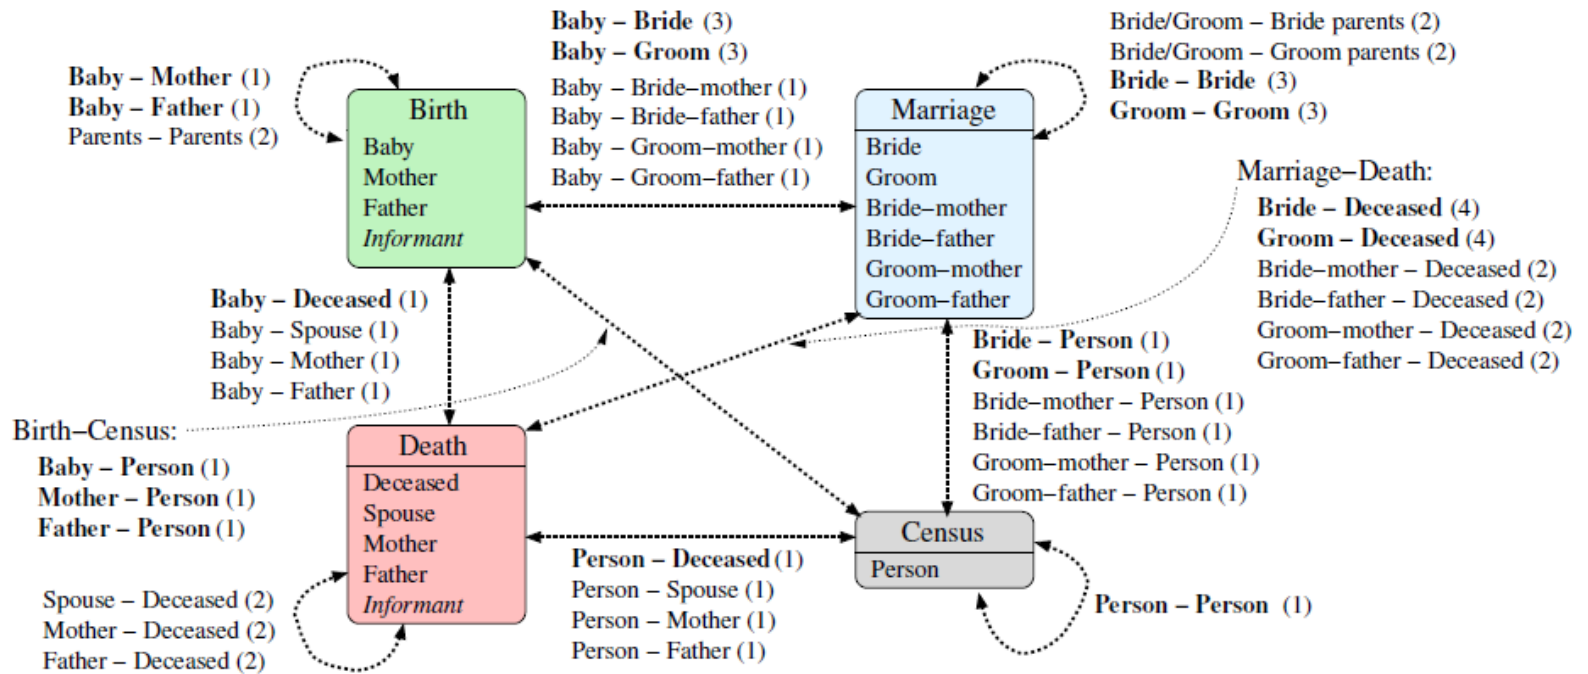 Baby – Mother (1)
Baby – Father (1)
Parents – Parents (2)
Birth
Baby
Mother
Father
Informant
Baby – Bride (3)
Baby – Groom (3)
Baby – Bride–mother (1)
Baby – Bride–father (1)
Baby – Groom–mother (1)
Baby – Groom–father (1)
Marriage
Bride
Groom
Bride–mother
Bride–father
Groom–mother
Groom–father
Bride/Groom – Bride parents (2)
Bride/Groom – Groom parents (2)
Bride – Bride (3)
Groom – Groom (3)
Marriage–Death:
Bride – Deceased (4)
Groom – Deceased (4)
Bride–mother – Deceased (2)
Bride–father – Deceased (2)
Groom–mother – Deceased (2)
Groom–father – Deceased (2)
Baby – Deceased (1)
Baby – Spouse (1)
Baby – Mother (1)
Baby – Father (1)
Bride – Person (1)
Groom – Person (1)
Bride–mother – Person (1)
Bride–father – Person (1)
Groom–mother – Person (1)
Groom–father – Person (1)
Birth–Census:
Baby – Person (1)
Mother – Person (1)
Father – Person (1)
Death
Deceased
Spouse
Mother
Father
Informant
Spouse – Deceased (2)
Mother – Deceased (2)
Father – Deceased (2)
Person – Deceased (1)
Person – Spouse (1)
Person – Mother (1)
Person – Father (1)
Census
Person
Person – Person (1)